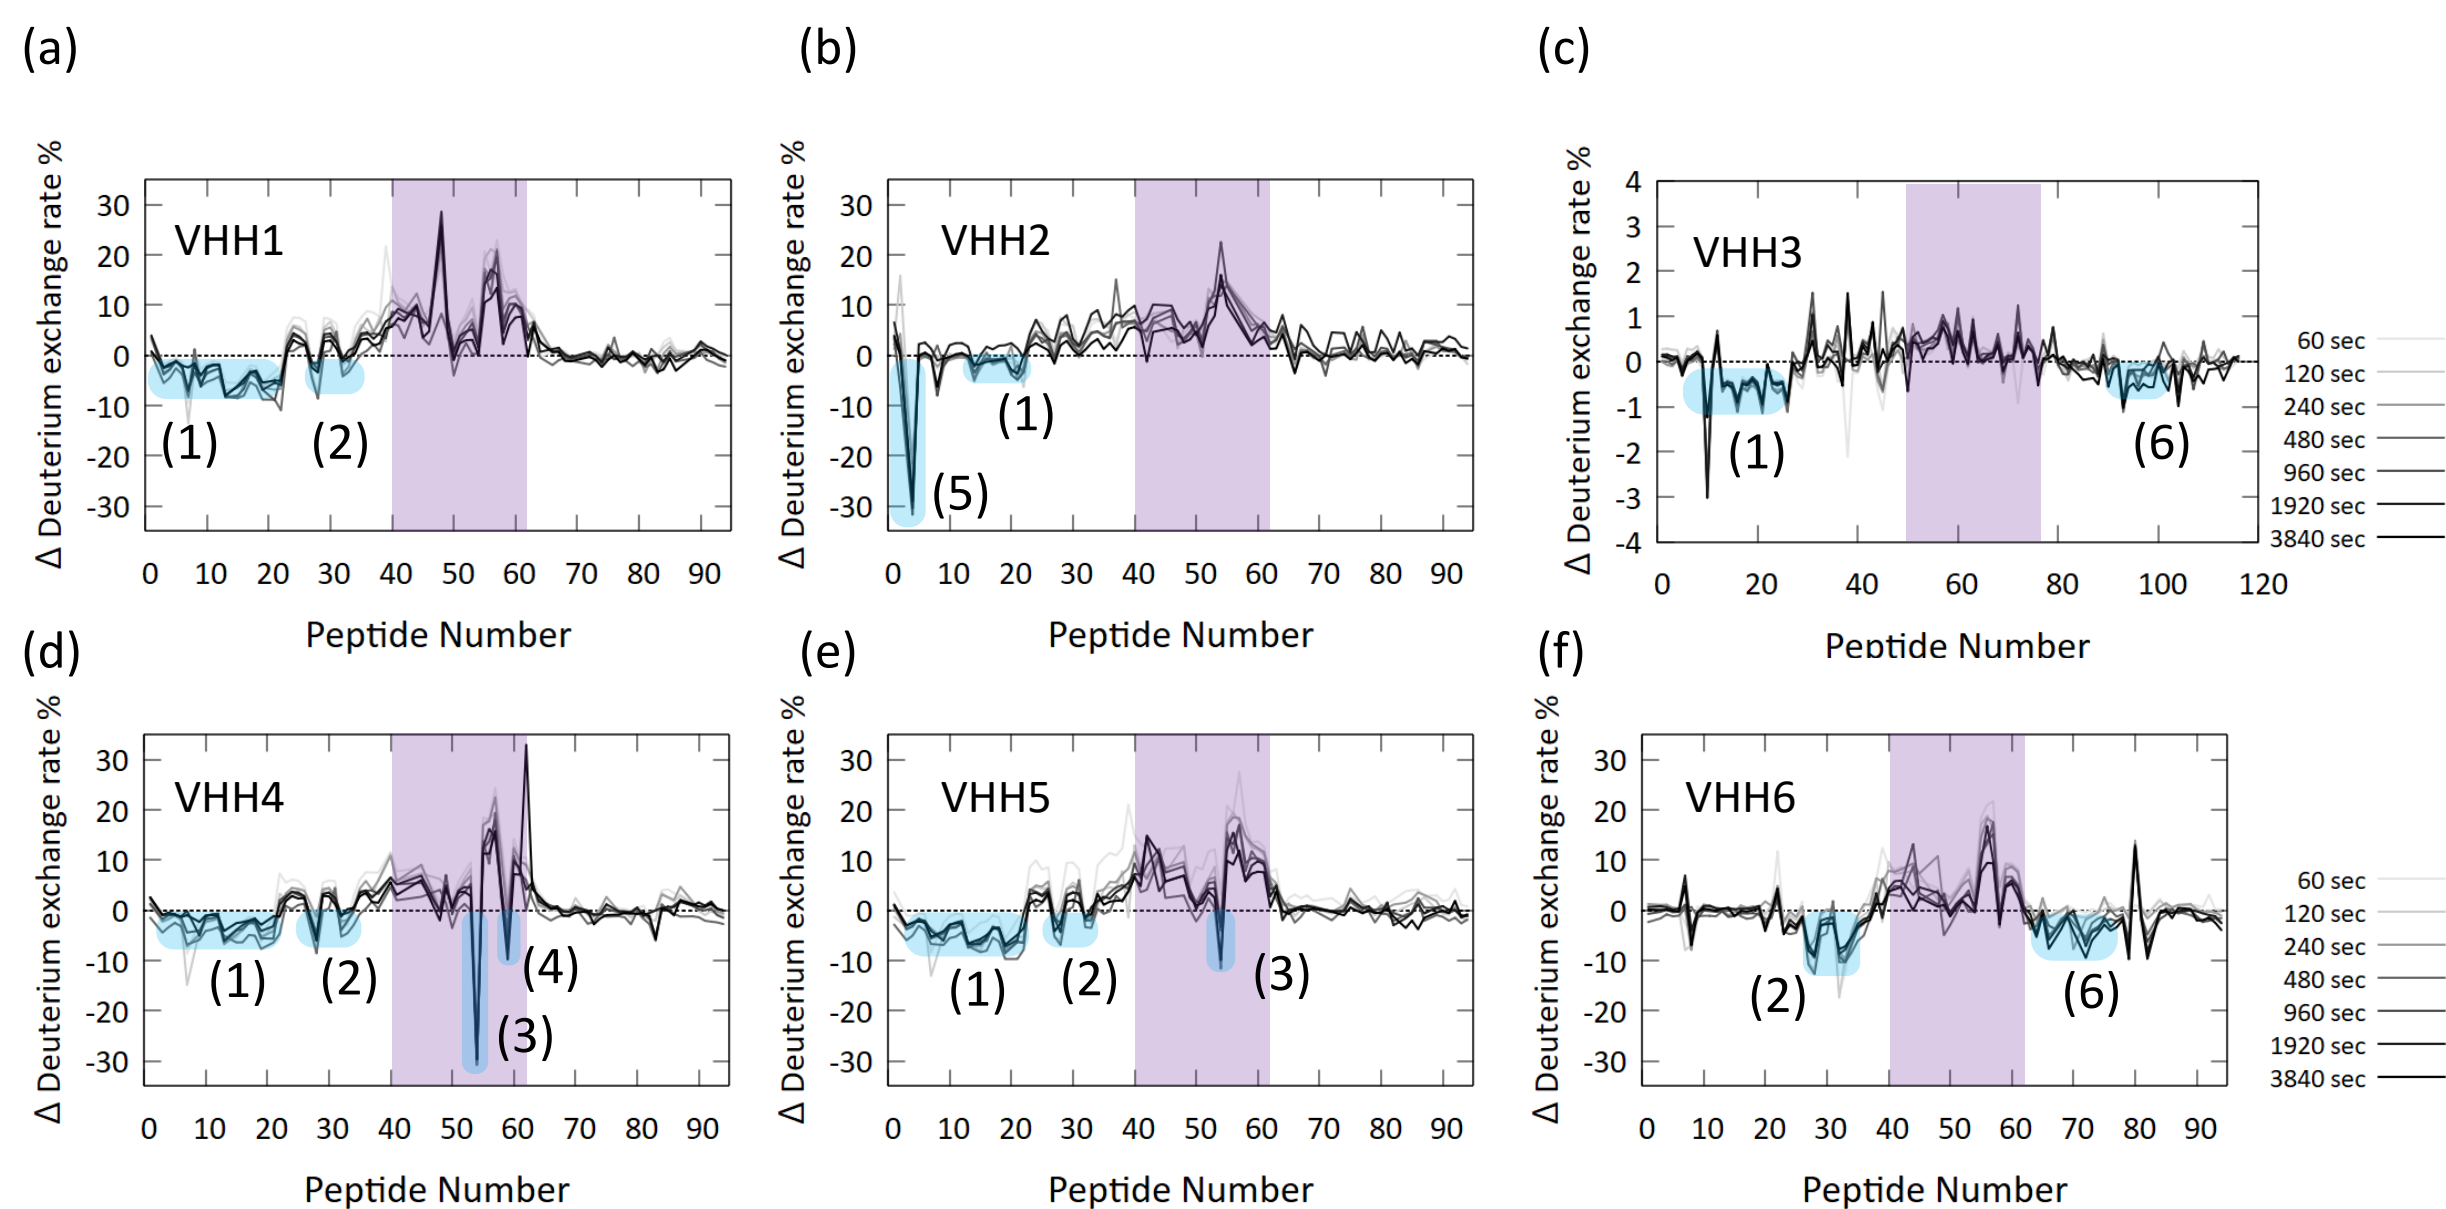 (a)
(b)
(c)
Δ Deuterium exchange rate %
30
20
10
0
-10
-20
-30
VHH1
(1)
(2)
0 10 20 30 40 50 60 70 80 90
Peptide Number
Δ Deuterium exchange rate %
30
20
10
0
-10
-20
-30
VHH2
(1)
(5)
0 10 20 30 40 50 60 70 80 90
Peptide Number
Δ Deuterium exchange rate %
4
3
2
1
0
-1
-2
-3
-4
VHH3
(1)
(6)
0 20 40 60 80 100 120
Peptide Number
60 sec
120 sec
240 sec
480 sec
960 sec
1920 sec
3840 sec
(d)
(e)
(f)
Δ Deuterium exchange rate %
30
20
10
0
-10
-20
-30
VHH4
(1)
(2)
(4)
(3)
0 10 20 30 40 50 60 70 80 90
Peptide Number
Δ Deuterium exchange rate %
30
20
10
0
-10
-20
-30
VHH5
(1)
(2)
(3)
0 10 20 30 40 50 60 70 80 90
Peptide Number
Δ Deuterium exchange rate %
30
20
10
0
-10
-20
-30
VHH6
(2)
(6)
0 10 20 30 40 50 60 70 80 90
Peptide Number
60 sec
120 sec
240 sec
480 sec
960 sec
1920 sec
3840 sec